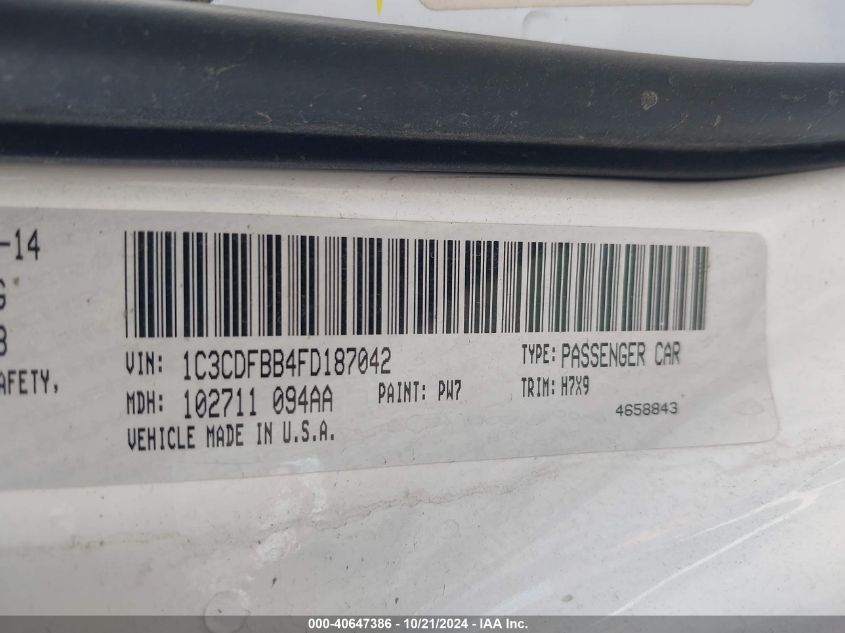 -14
G
8
AFETY,
VIN: 1C3CDFBB4FD187042 TYPE: PASSENGER CAR
MDH: 102711 094AA PAINT: PW7 TRIM: H7X9
4658843
VEHICLE MADE IN U.S.A.
000-40647386 - 10/21/2024 - IAA Inc.